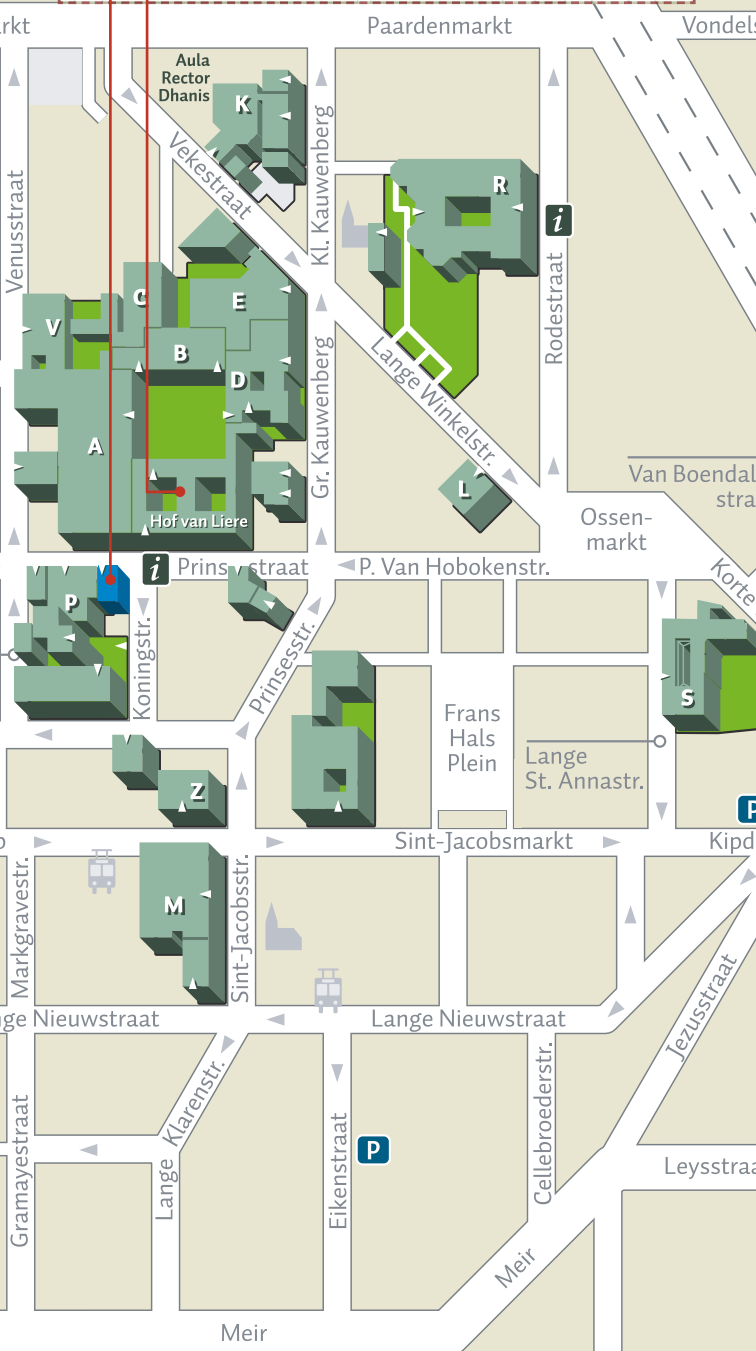 rkt
Paardenmarkt
Vondels
Aula
Rector
Dhanis
K
Vekestraat
Kl. Kauwenberg
R
i
Venusstraat
Rodestraat
C
E
V
B
D
A
Gr. Kauwenberg
Lange Winkelstr.
L
Van Boendal
stra
Hof van Liere
Ossen-
markt
i
Prins
straat
P. Van Hobokenstr.
Korte
P
Koningstr.
Prinsesstr.
S
Frans
Hals
Plein
Lange
St. Annastr.
Z
P
Sint-Jacobsmarkt
Kipd
Markgravestr.
M
Sint-Jacobsstr.
ge Nieuwstraat
Lange Nieuwstraat
Jezusstraat
Lange
Klarenstr.
Gramayestraat
Eikenstraat
P
Cellebroederstr.
Leysstraa
Meir
Meir